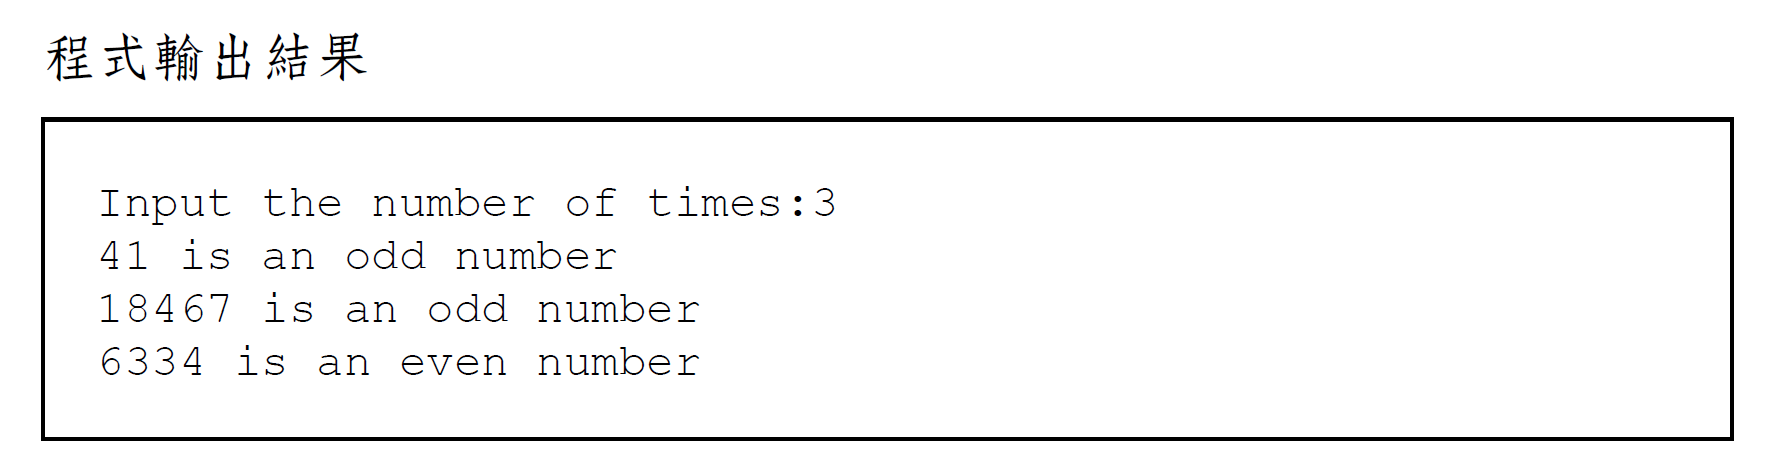 程式輸出結果
Input the number of times:3
41 is an odd number
18467 is an odd number
6334 is an even number